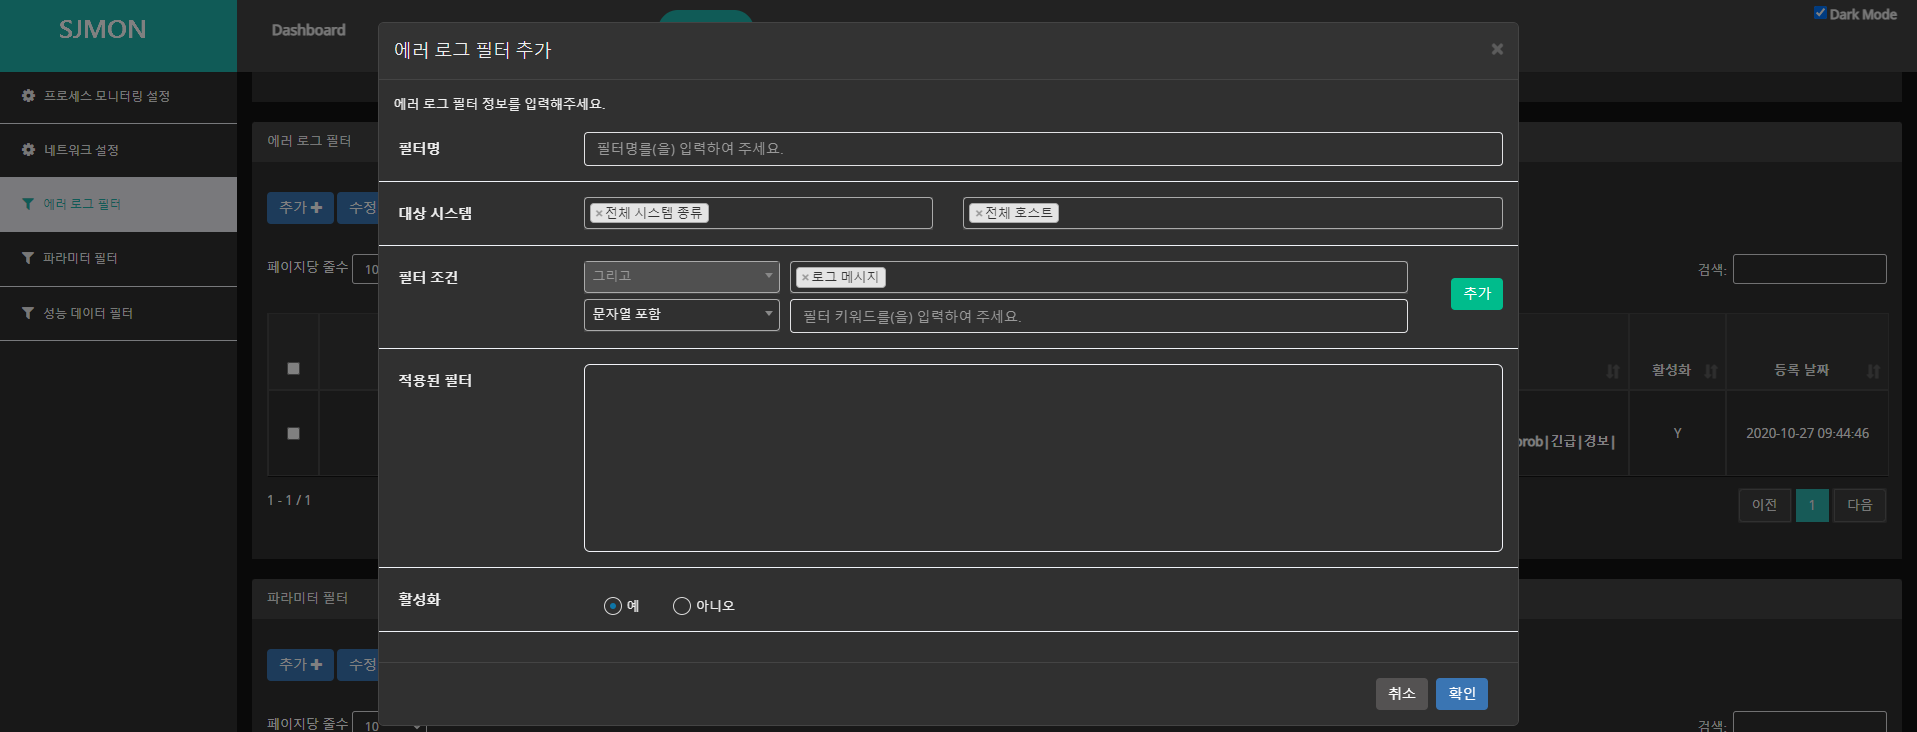 SJMON
Dashboard
Dark Mode
프로세스 모니터링 설정
네트워크 설정
에러 로그 필터
파라미터 필터
성능 데이터 필터
에러 로그 필터
추가
수정
페이지당 줄수 10
검색:
활성화
등록 날짜
prob|긴급|경보|
Y
2020-10-27 09:44:46
1 - 1 / 1
이전
1
다음
파라미터 필터
추가
수정
페이지당 줄수 10
검색:
에러 로그 필터 추가
×
에러 로그 필터 정보를 입력해주세요.
필터명
필터명를(을) 입력하여 주세요.
대상 시스템
×전체 시스템 종류
×전체 호스트
필터 조건
그리고
×로그 메시지
추가
문자열 포함
필터 키워드를(을) 입력하여 주세요.
적용된 필터
활성화
예
아니오
취소
확인